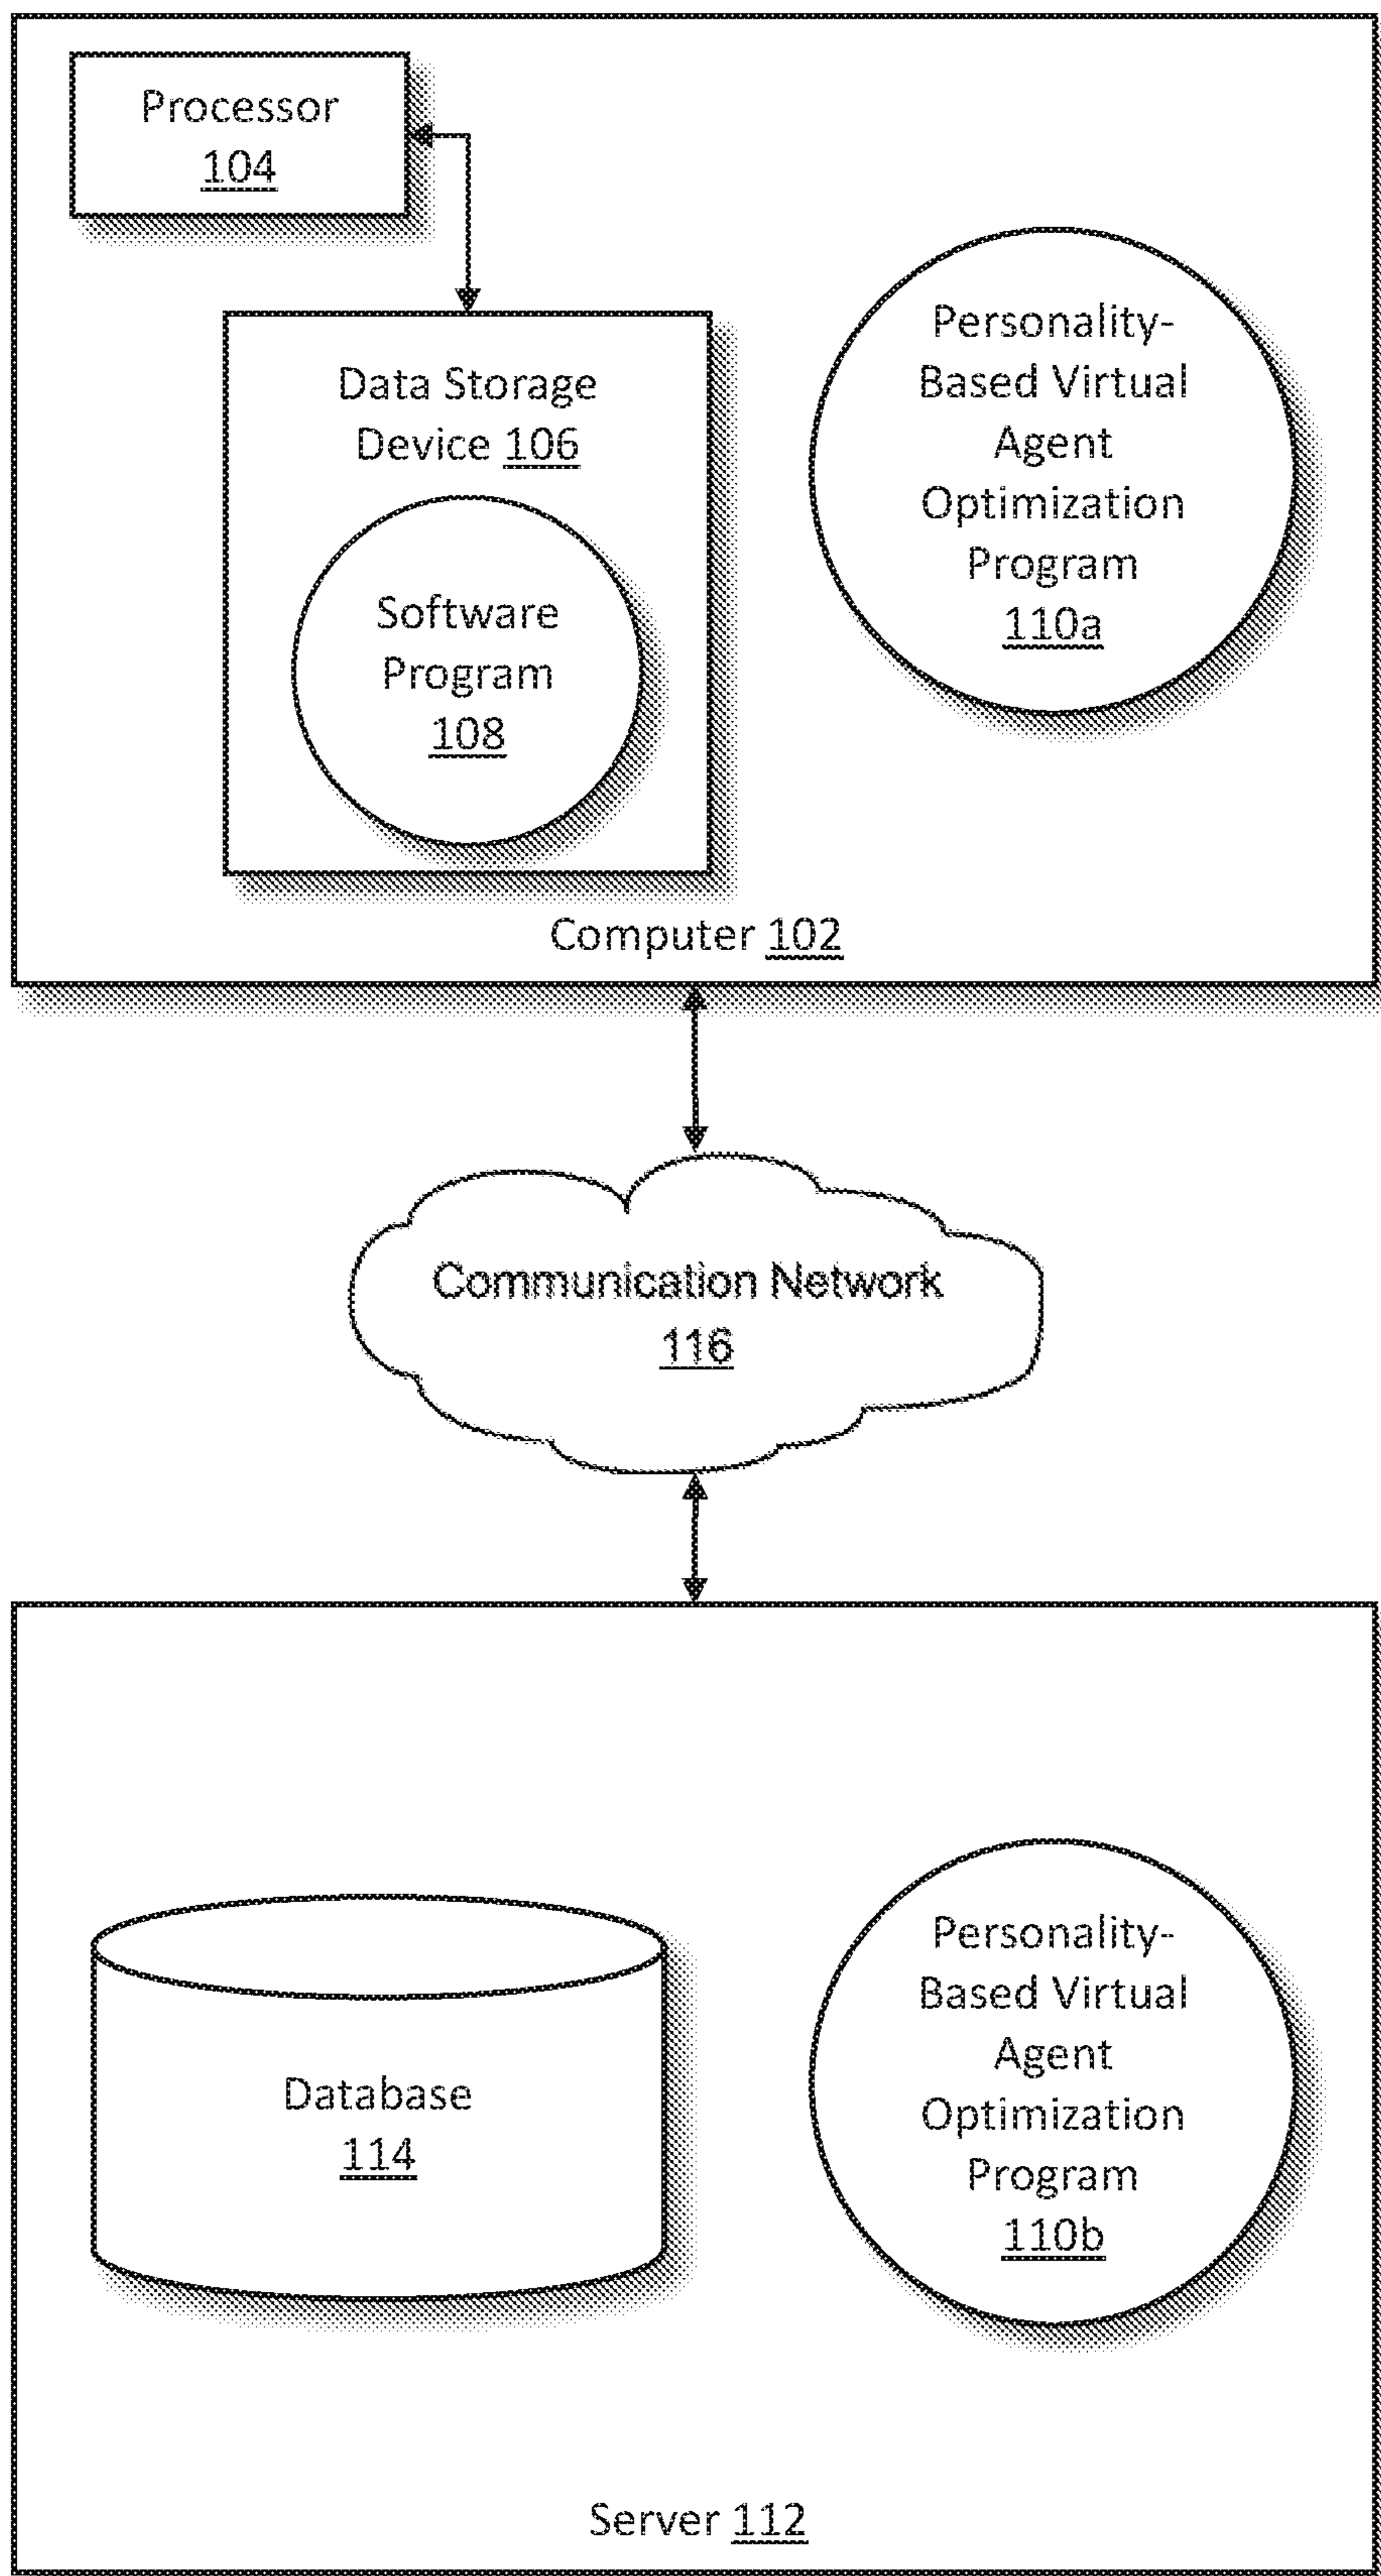 Processor
104
Data Storage
Device 106
Software
Program
108
Personality-
Based Virtual
Agent
Optimization
Program
110a
Computer 102
Communication Network
116
Database
114
Personality-
Based Virtual
Agent
Optimization
Program
110b
Server 112